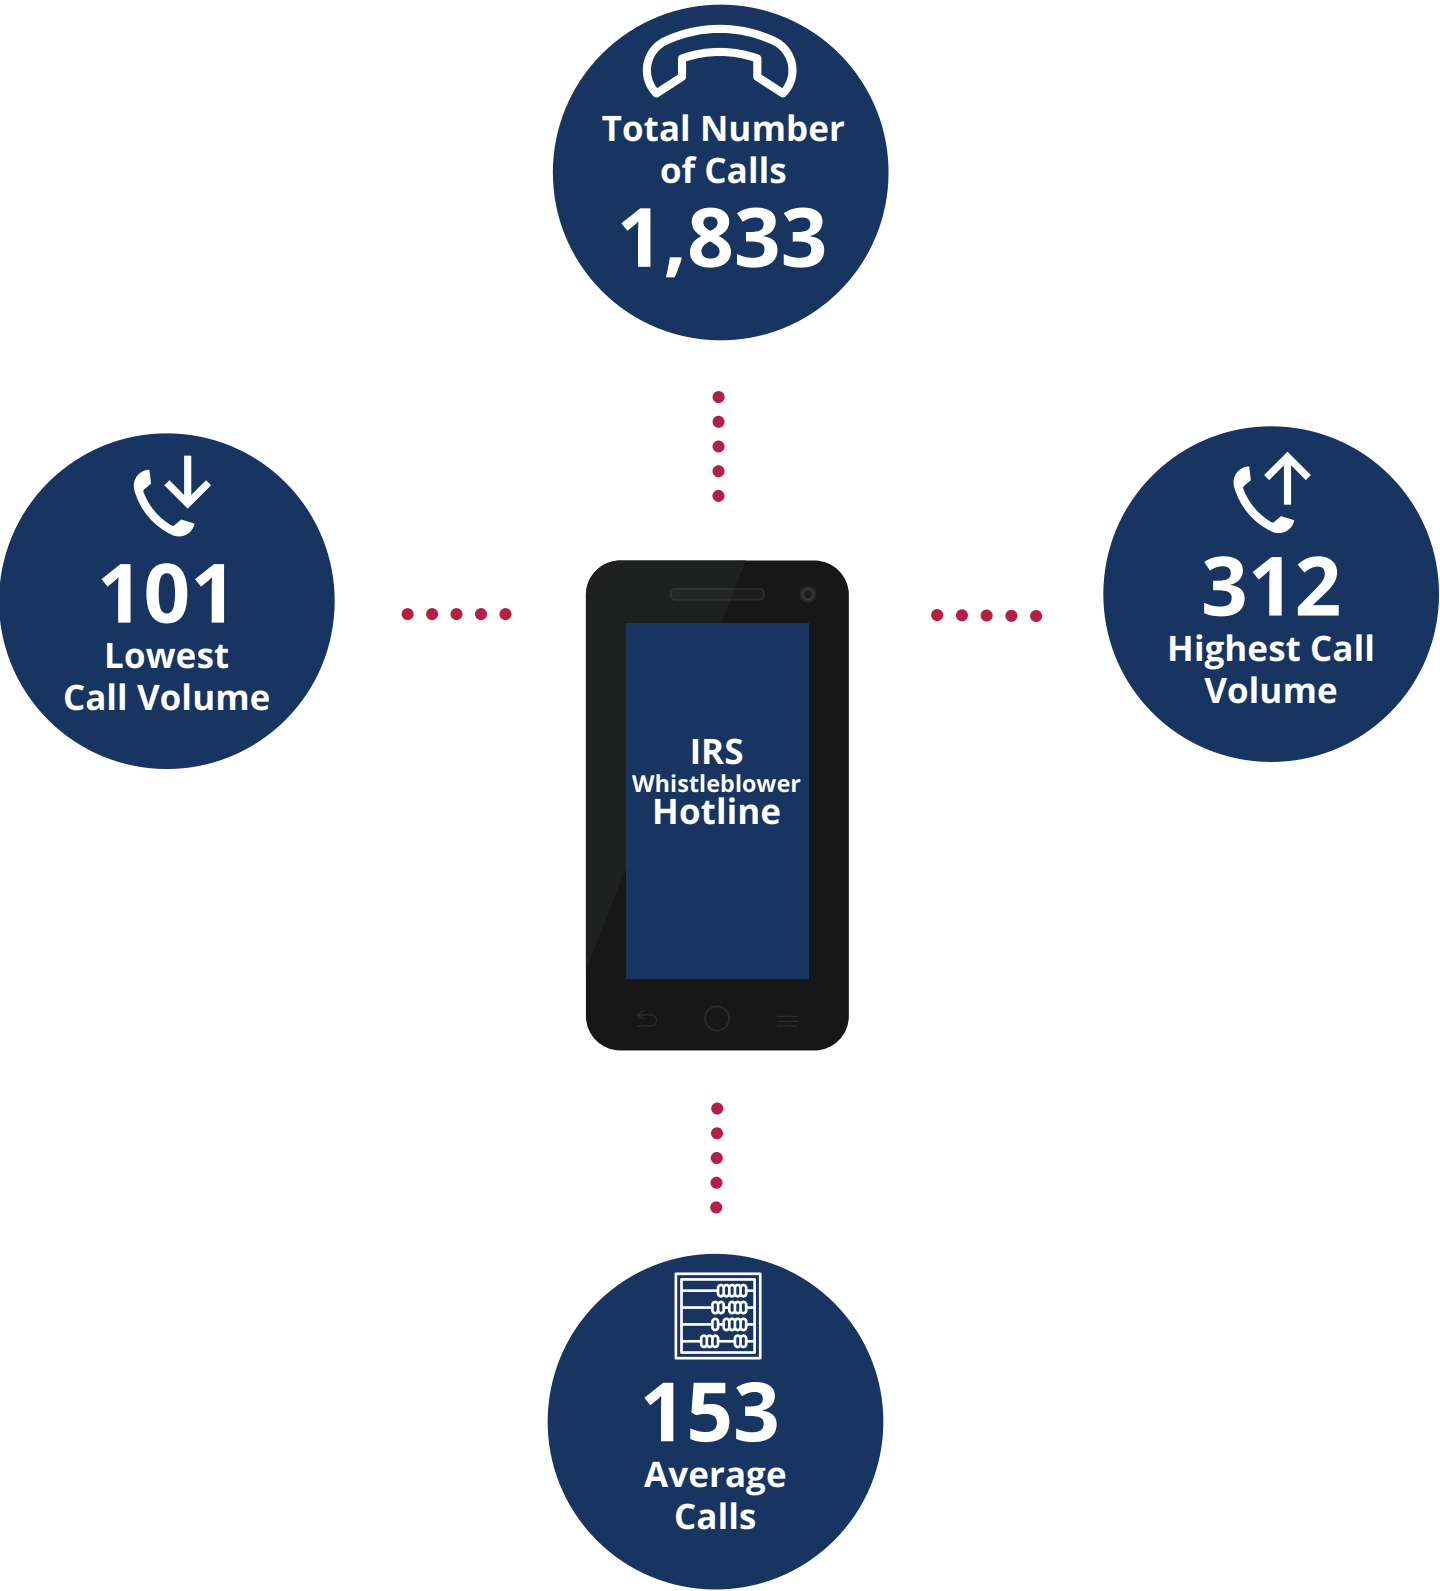 Total Number
of Calls
1,833
101
Lowest
Call Volume
312
Highest Call
Volume
IRS
Whistleblower
Hotline
153
Average
Calls